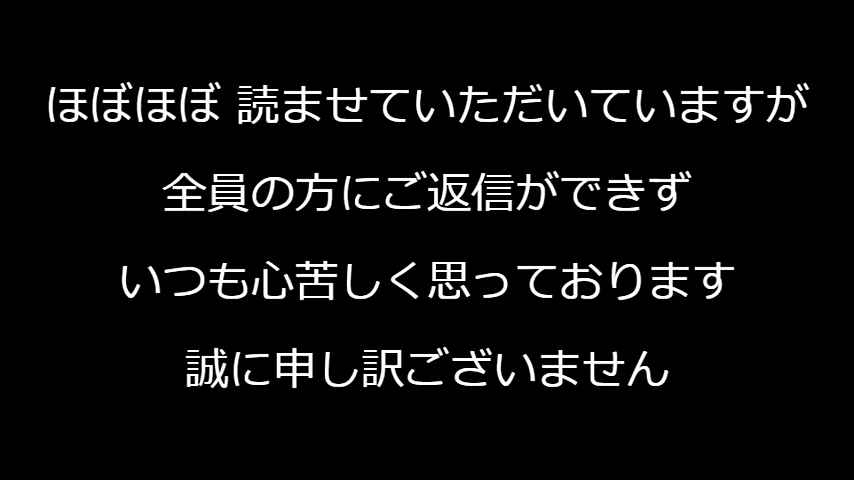 ほぼほぼ 読ませていただいていますが
全員の方にご返信ができず
いつも心苦しく思っております
誠に申し訳ございません